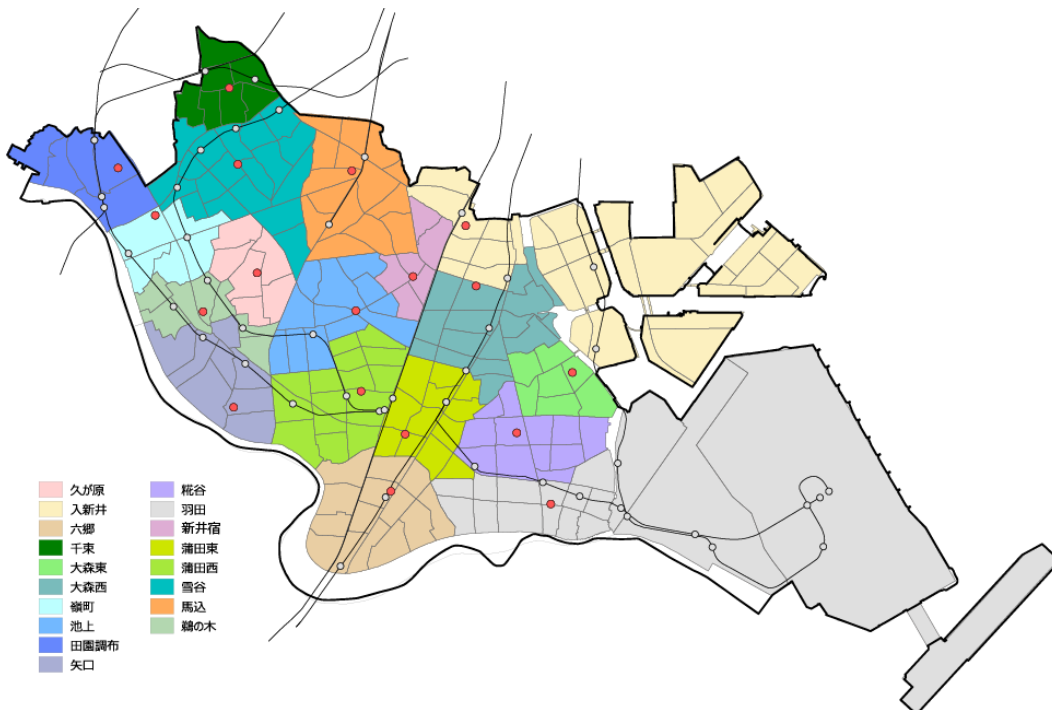 久が原
入新井
六郷
千束
大森東
大森西
嶺町
池上
田園調布
矢口
糀谷
羽田
新井宿
蒲田東
蒲田西
雪谷
馬込
鵜の木